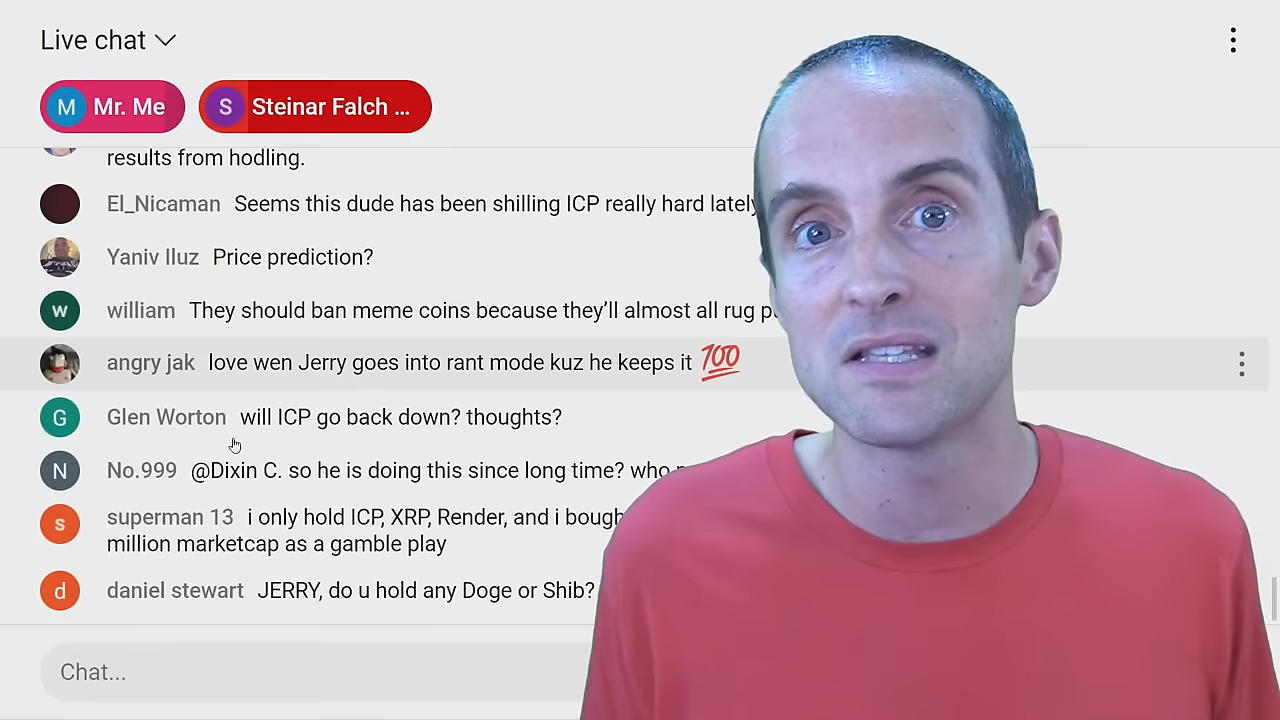 Live chat
M Mr. Me S Steinar Falch ...
results from hodling.
El_Nicaman Seems this dude has been shilling ICP really hard lately
Yaniv Iluz Price prediction?
w william They should ban meme coins because they'll almost all rug
angry jak love wen Jerry goes into rant mode kuz he keeps it 💯
G Glen Worton will ICP go back down? thoughts?
N No.999 @Dixin C. so he is doing this since long time? who
s superman 13 i only hold ICP, XRP, Render, and i
million marketcap as a gamble play
d daniel stewart JERRY, do u hold any Doge or Shib?
Chat...